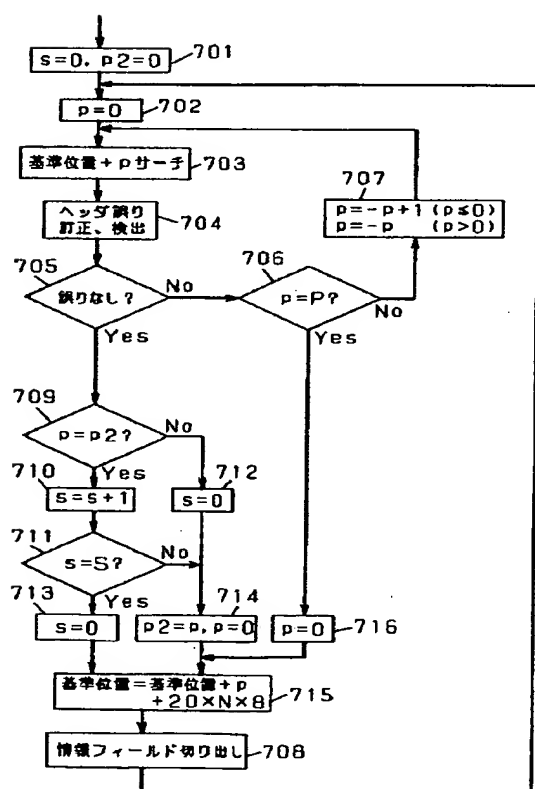 s=0, p2=0
701
p=0
702
基準位置+pサーチ
703
707
p=-p+1 (p≤0)
p=-p (p>0)
ヘッダ誤り
訂正、検出
704
705
706
誤りなし?
No
p=P?
No
Yes
Yes
709
p=p2?
No
710
Yes
712
s=s+1
s=0
711
s=S?
No
713
Yes
714
s=0
p2=p, p=0
p=0
716
基準位置=基準位置+p
+20×N×8
715
情報フィールド切り出し
708